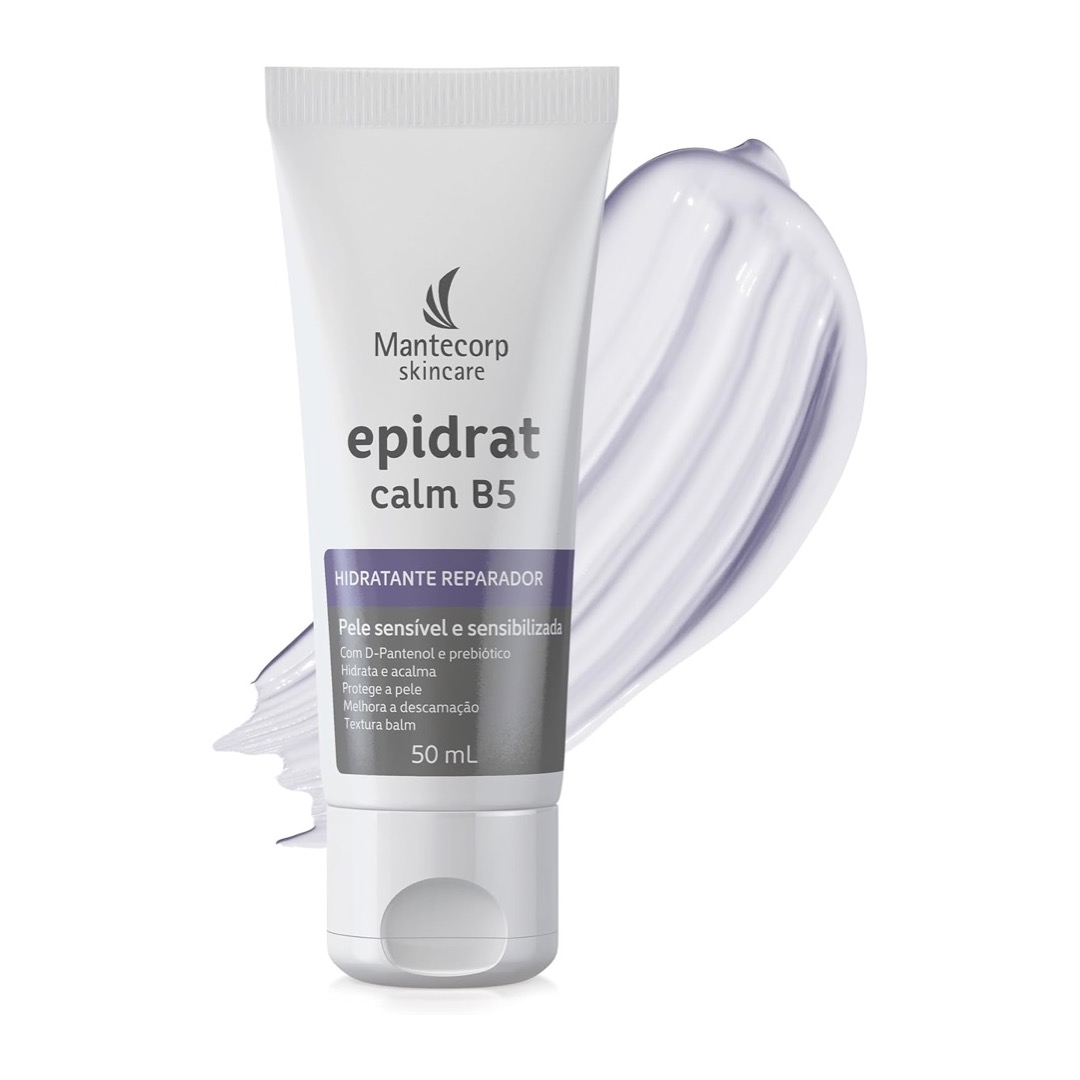 Mantecorp
skincare
epidrat
calm B5
HIDRATANTE REPARADOR
Pele sensível e sensibilizada
Com D-Pantenol e prebiótico
Hidrata e acalma
Protege a pele
Melhora a descamação
Textura balm
50 mL